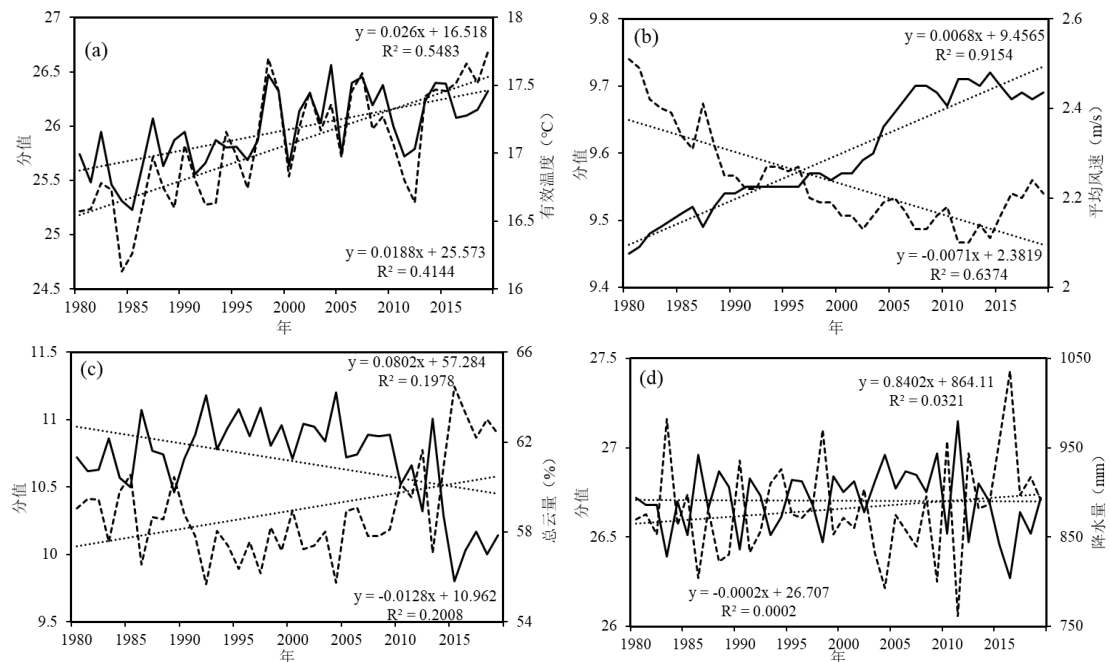 (a)
y = 0.026x + 16.518
R² = 0.5483
y = 0.0188x + 25.573
R² = 0.4144
27
26.5
26
25.5
25
24.5
分值
18
17.5
17
16.5
16
有效温度（°C）
1980 1985 1990 1995 2000 2005 2010 2015
年
(b)
y = 0.0068x + 9.4565
R² = 0.9154
y = -0.0071x + 2.3819
R² = 0.6374
9.8
9.7
9.6
9.5
9.4
分值
2.6
2.4
2.2
2
平均风速（m/s）
1980 1985 1990 1995 2000 2005 2010 2015
年
(c)
y = 0.0802x + 57.284
R² = 0.1978
y = -0.0128x + 10.962
R² = 0.2008
11.5
11
10.5
10
9.5
分值
66
62
58
54
总云量（%）
1980 1985 1990 1995 2000 2005 2010 2015
年
(d)
y = 0.8402x + 864.11
R² = 0.0321
y = -0.0002x + 26.707
R² = 0.0002
27.5
27
26.5
26
分值
1050
950
850
750
降水量（mm）
1980 1985 1990 1995 2000 2005 2010 2015
年